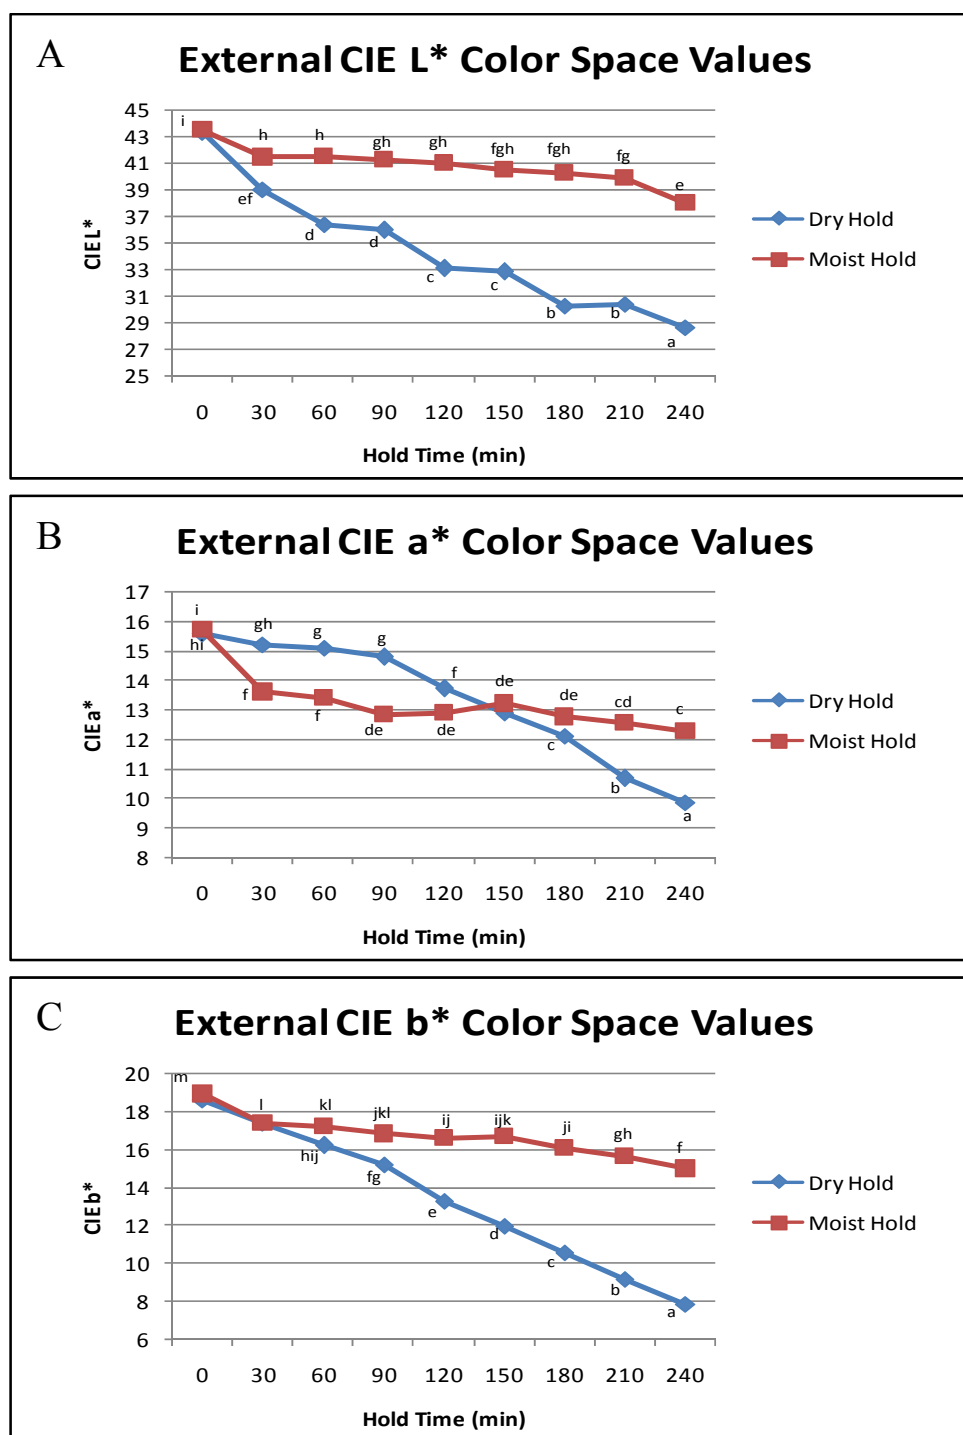 A
External CIE L* Color Space Values
45
43
41
39
37
35
33
31
29
27
25
CIE L*
i
h
h
gh
gh
fgh
fgh
fg
e
ef
d
d
c
c
b
b
a
0 30 60 90 120 150 180 210 240
Hold Time (min)
Dry Hold
Moist Hold
B
External CIE a* Color Space Values
17
16
15
14
13
12
11
10
9
8
CIE a*
i
hi
gh
g
g
f
de
de
cd
c
f
f
de
de
c
b
a
0 30 60 90 120 150 180 210 240
Hold Time (min)
Dry Hold
Moist Hold
C
External CIE b* Color Space Values
20
18
16
14
12
10
8
6
CIE b*
m
l
kl
jkl
ij
ijk
ji
gh
f
hij
fg
e
d
c
b
a
0 30 60 90 120 150 180 210 240
Hold Time (min)
Dry Hold
Moist Hold